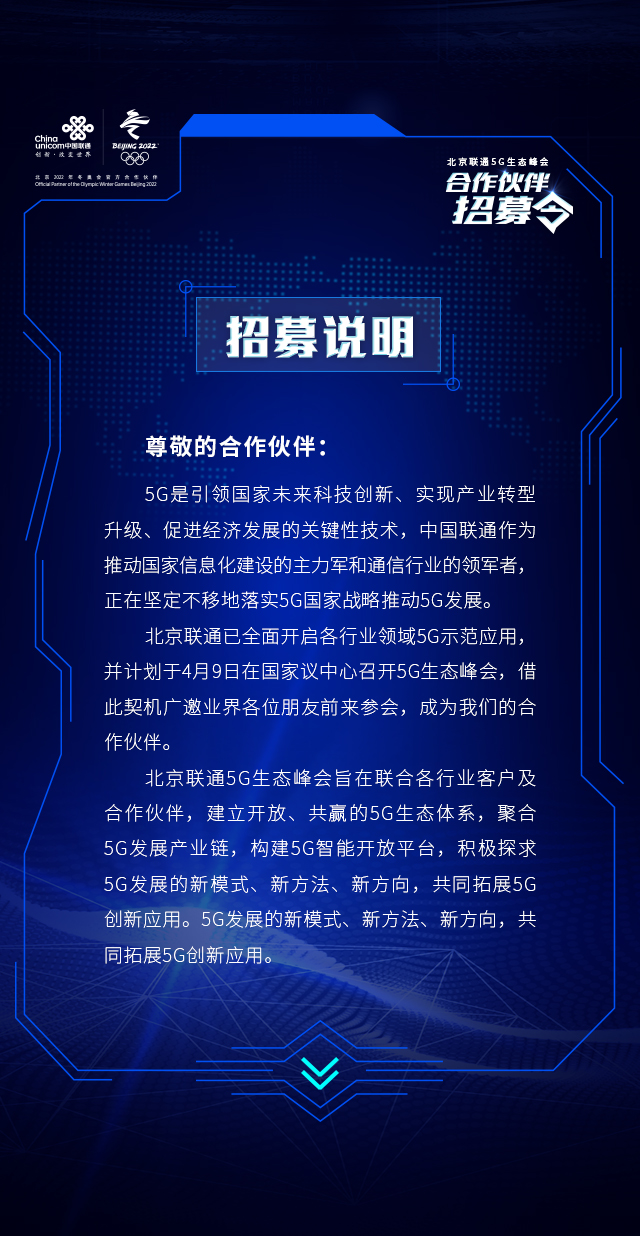 China
unicom中国联通
创新·改变世界
BEIJING 2022
北京2022年冬奥会官方合作伙伴
Official Partner of the Olympic Winter Games Beijing 2022
北京联通5G生态峰会
合作伙伴
招募令
招募说明
尊敬的合作伙伴：
5G是引领国家未来科技创新、实现产业转型
升级、促进经济发展的关键性技术，中国联通作为
推动国家信息化建设的主力军和通信行业的领军者，
正在坚定不移地落实5G国家战略推动5G发展。
北京联通已全面开启各行业领域5G示范应用，
并计划于4月9日在国家议中心召开5G生态峰会，借
此契机广邀业界各位朋友前来参会，成为我们的合
作伙伴。
北京联通5G生态峰会旨在联合各行业客户及
合作伙伴，建立开放、共赢的5G生态体系，聚合
5G发展产业链，构建5G智能开放平台，积极探求
5G发展的新模式、新方法、新方向，共同拓展5G
创新应用。5G发展的新模式、新方法、新方向，共
同拓展5G创新应用。